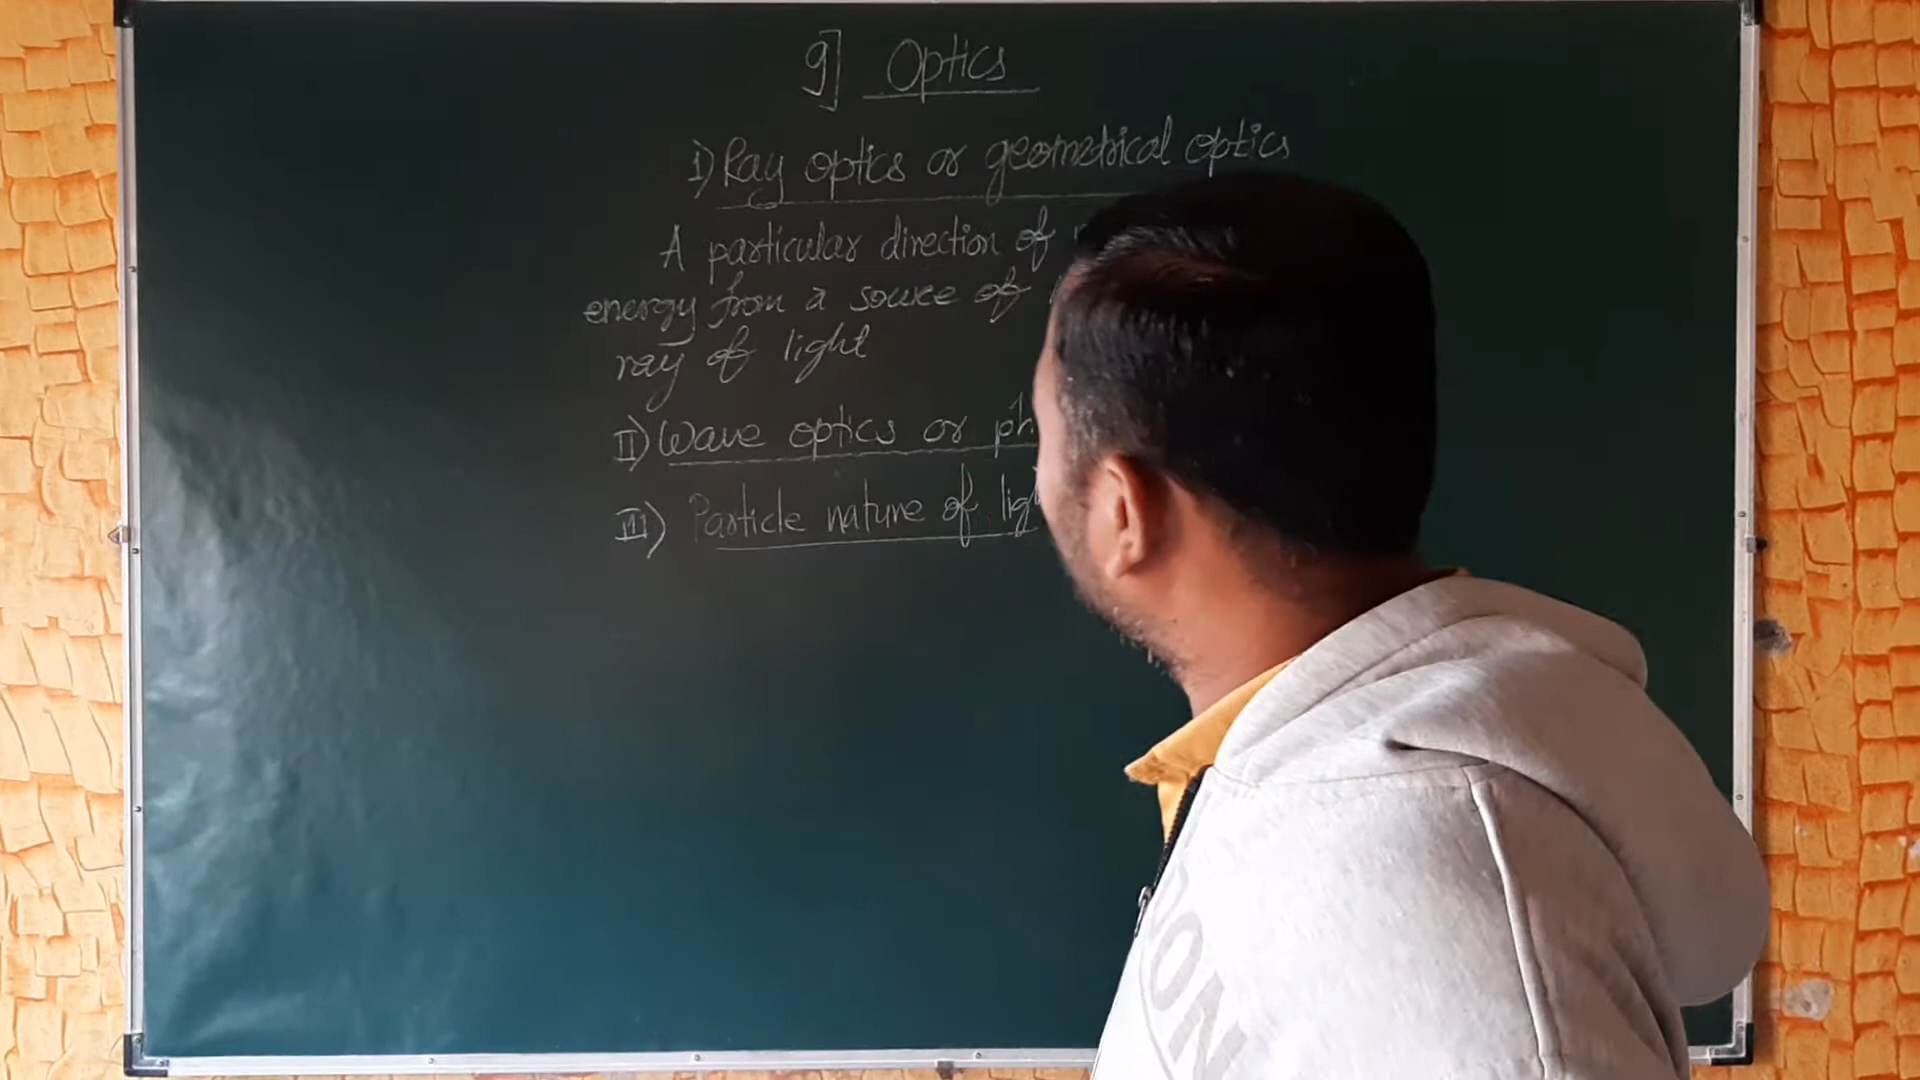 9] Optics
I) Ray optics or geometrical optics
A particular direction of
energy from a source of
ray of light
II) Wave optics or
III) Particle nature of
ON